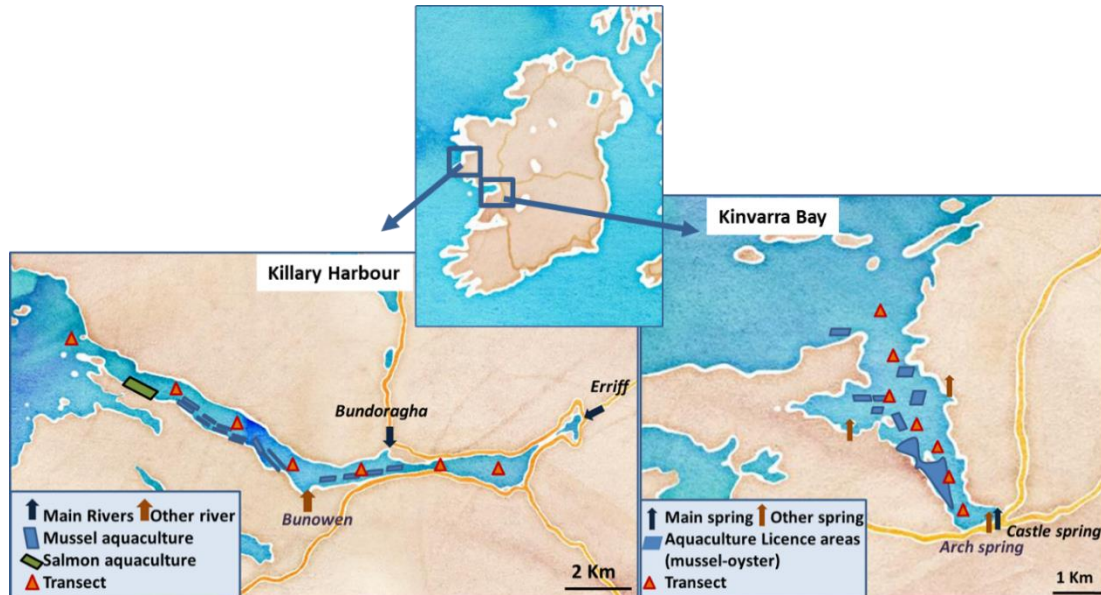 Killary Harbour
Bundoragha
Erriff
Bunowen
Main Rivers Other river
Mussel aquaculture
Salmon aquaculture
Transect
2 Km
Kinvarra Bay
Castle spring
Arch spring
Main spring Other spring
Aquaculture Licence areas
(mussel-oyster)
Transect
1 Km